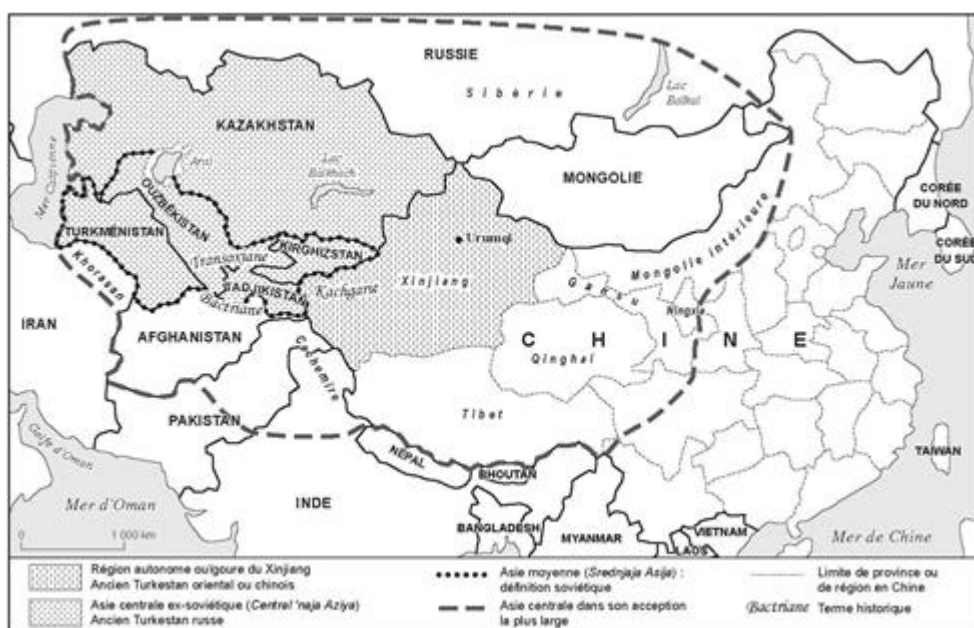 RUSSIE
Sibérie
Lac
Baïkal
KAZAKHSTAN
Mer Caspienne
Aral
Lac
Balkhach
MONGOLIE
CORÉE
DU NORD
CORÉE
DU SUD
OUZBÉKISTAN
TURKMÉNISTAN
KIRGHIZSTAN
Urumqi
Mongolie intérieure
Transoxiane
Xinjiang
Mer
Jaune
Khorasan
TADJIKISTAN
Kachgarie
Gansu
Bactriane
Ningxia
IRAN
AFGHANISTAN
CHINE
Qinghai
Cachemire
PAKISTAN
Tibet
Golfe d'Oman
NÉPAL
BHOUTAN
TAIWAN
Mer d'Oman
INDE
BANGLADESH
MYANMAR
VIETNAM
LAOS
Mer de Chine
0 1 000 km
Région autonome ouïgoure du Xinjiang
Ancien Turkestan oriental ou chinois
Asie centrale ex-soviétique (Central'naja Aziya)
Ancien Turkestan russe
Asie moyenne (Srednjaja Asija) :
définition soviétique
Asie centrale dans son acception
la plus large
Limite de province ou
de région en Chine
Bactriane Terme historique